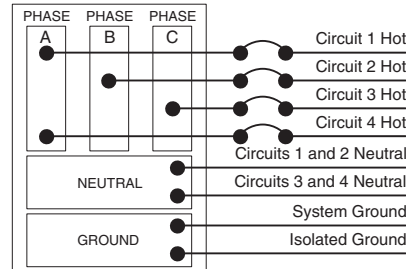 PHASE PHASE PHASE
A B C
Circuit 1 Hot
Circuit 2 Hot
Circuit 3 Hot
Circuit 4 Hot
Circuits 1 and 2 Neutral
NEUTRAL
Circuits 3 and 4 Neutral
System Ground
GROUND
Isolated Ground